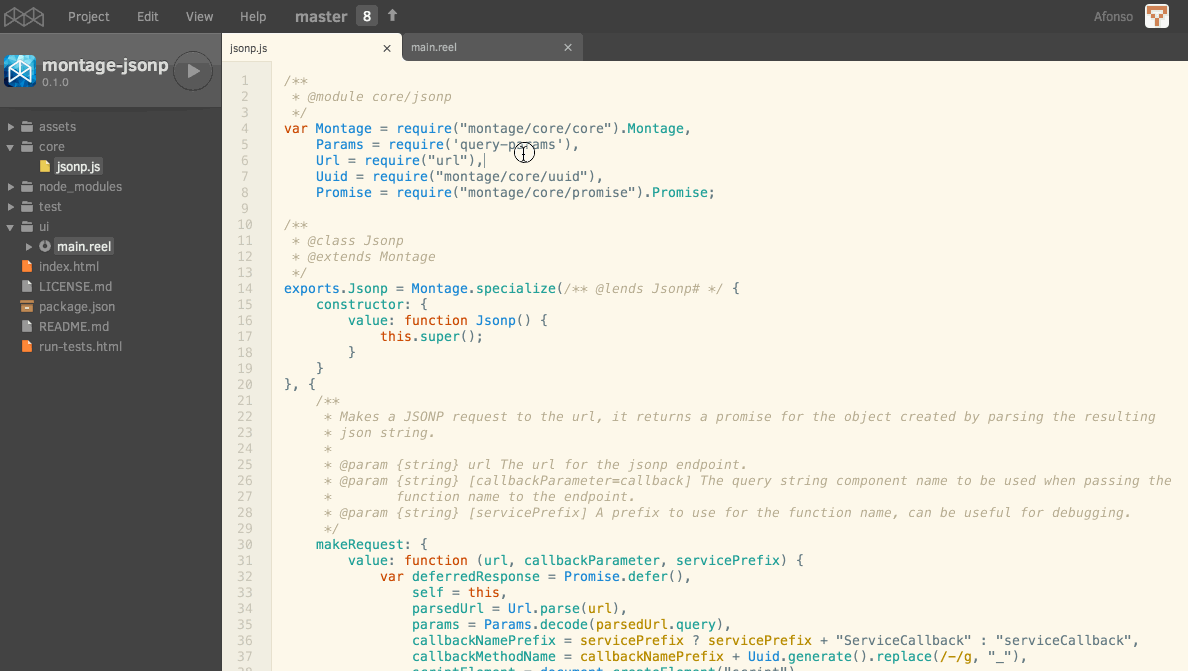 Project Edit View Help master 8 Afonso
jsonp.js × main.reel ×
montage-jsonp
0.1.0
assets
core
jsonp.js
node_modules
test
ui
main.reel
index.html
LICENSE.md
package.json
README.md
run-tests.html
1 /**
2  * @module core/jsonp
3  */
4 var Montage = require("montage/core/core").Montage,
5     Params = require('query-params'),
6     Url = require("url"),
7     Uuid = require("montage/core/uuid"),
8     Promise = require("montage/core/promise").Promise;
9
10 /**
11  * @class Jsonp
12  * @extends Montage
13  */
14 exports.Jsonp = Montage.specialize(/** @lends Jsonp# */ {
15     constructor: {
16         value: function Jsonp() {
17             this.super();
18         }
19     }
20 }, {
21     /**
22      * Makes a JSONP request to the url, it returns a promise for the object created by parsing the resulting
23      * json string.
24      *
25      * @param {string} url The url for the jsonp endpoint.
26      * @param {string} [callbackParameter=callback] The query string component name to be used when passing the
27      *        function name to the endpoint.
28      * @param {string} [servicePrefix] A prefix to use for the function name, can be useful for debugging.
29      */
30     makeRequest: {
31         value: function (url, callbackParameter, servicePrefix) {
32             var deferredResponse = Promise.defer(),
33                 self = this,
34                 parsedUrl = Url.parse(url),
35                 params = Params.decode(parsedUrl.query),
36                 callbackNamePrefix = servicePrefix ? servicePrefix + "ServiceCallback" : "serviceCallback",
37                 callbackMethodName = callbackNamePrefix + Uuid.generate().replace(/-/g, "_"),